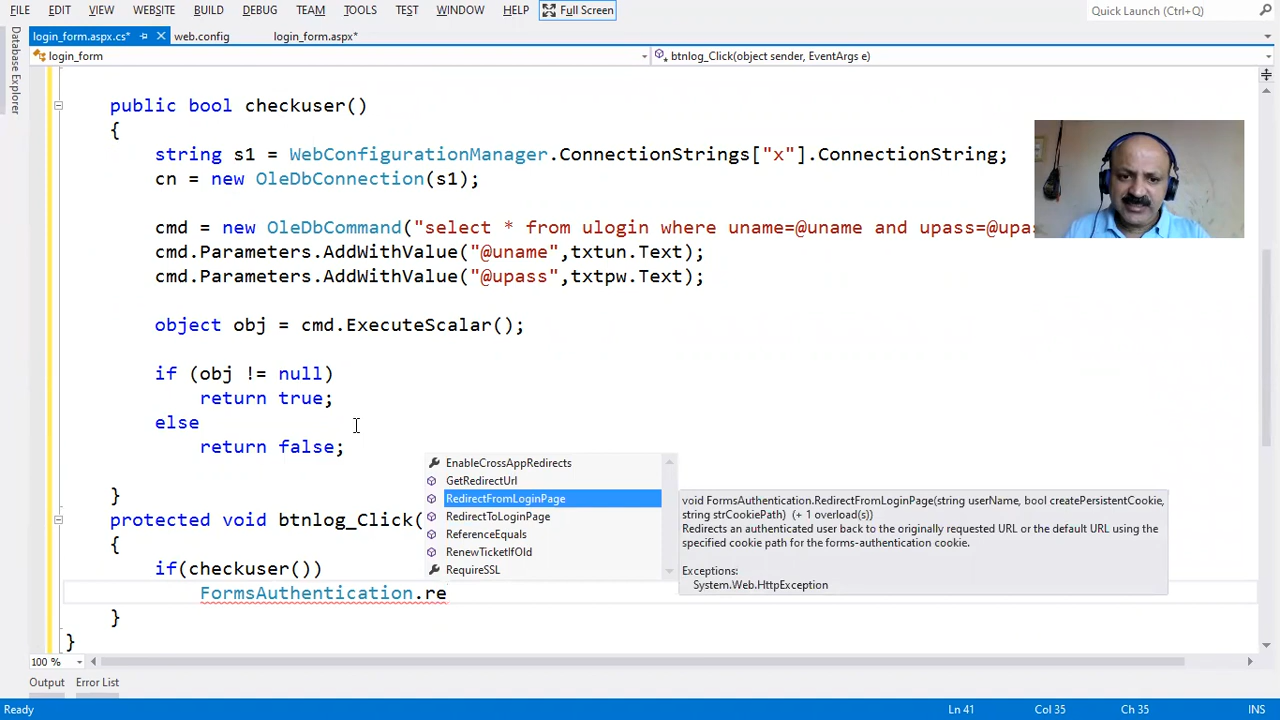 FILE EDIT VIEW WEBSITE BUILD DEBUG TEAM TOOLS TEST WINDOW HELP Full Screen Quick Launch (Ctrl+Q)
login_form.aspx.cs* web.config login_form.aspx*
login_form btnlog_Click(object sender, EventArgs e)
Database Explorer
public bool checkuser()
{
string s1 = WebConfigurationManager.ConnectionStrings["x"].ConnectionString;
cn = new OleDbConnection(s1);
cmd = new OleDbCommand("select * from ulogin where uname=@uname and upass=@upa
cmd.Parameters.AddWithValue("@uname",txtun.Text);
cmd.Parameters.AddWithValue("@upass",txtpw.Text);
object obj = cmd.ExecuteScalar();
if (obj != null)
return true;
else
return false;
}
protected void btnlog_Click(
{
if(checkuser())
FormsAuthentication.re
}
}
EnableCrossAppRedirects
GetRedirectUrl
RedirectFromLoginPage
RedirectToLoginPage
ReferenceEquals
RenewTicketIfOld
RequireSSL
void FormsAuthentication.RedirectFromLoginPage(string userName, bool createPersistentCookie,
string strCookiePath) (+ 1 overload(s))
Redirects an authenticated user back to the originally requested URL or the default URL using the
specified cookie path for the forms-authentication cookie.
Exceptions:
System.Web.HttpException
100 %
Output Error List
Ready Ln 41 Col 35 Ch 35 INS